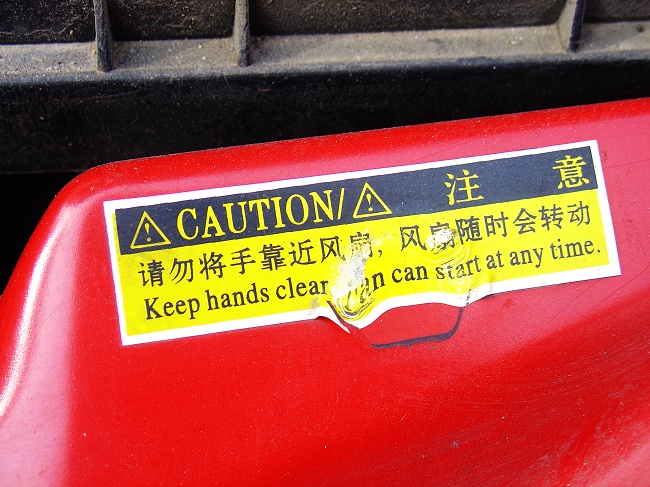 CAUTION/ 注意
请勿将手靠近风扇, 风扇随时会转动
Keep hands clear can start at any time.